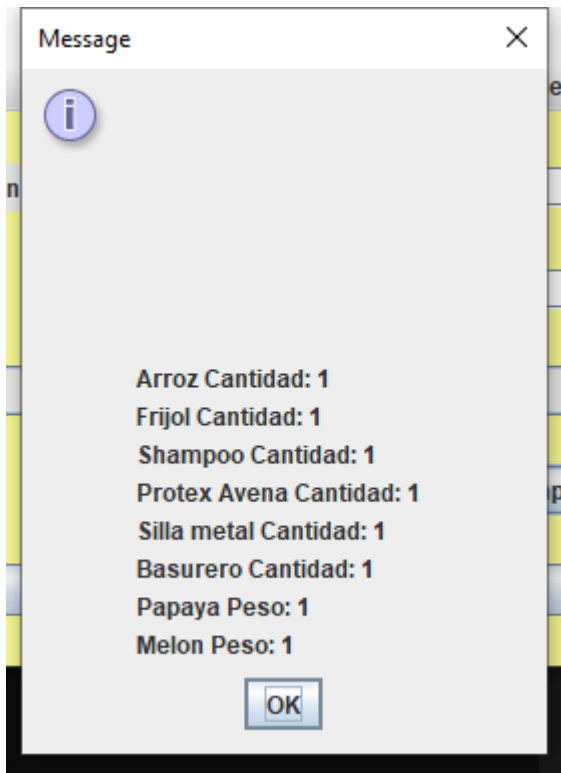 Message
Arroz Cantidad: 1
Frijol Cantidad: 1
Shampoo Cantidad: 1
Protex Avena Cantidad: 1
Silla metal Cantidad: 1
Basurero Cantidad: 1
Papaya Peso: 1
Melon Peso: 1
OK